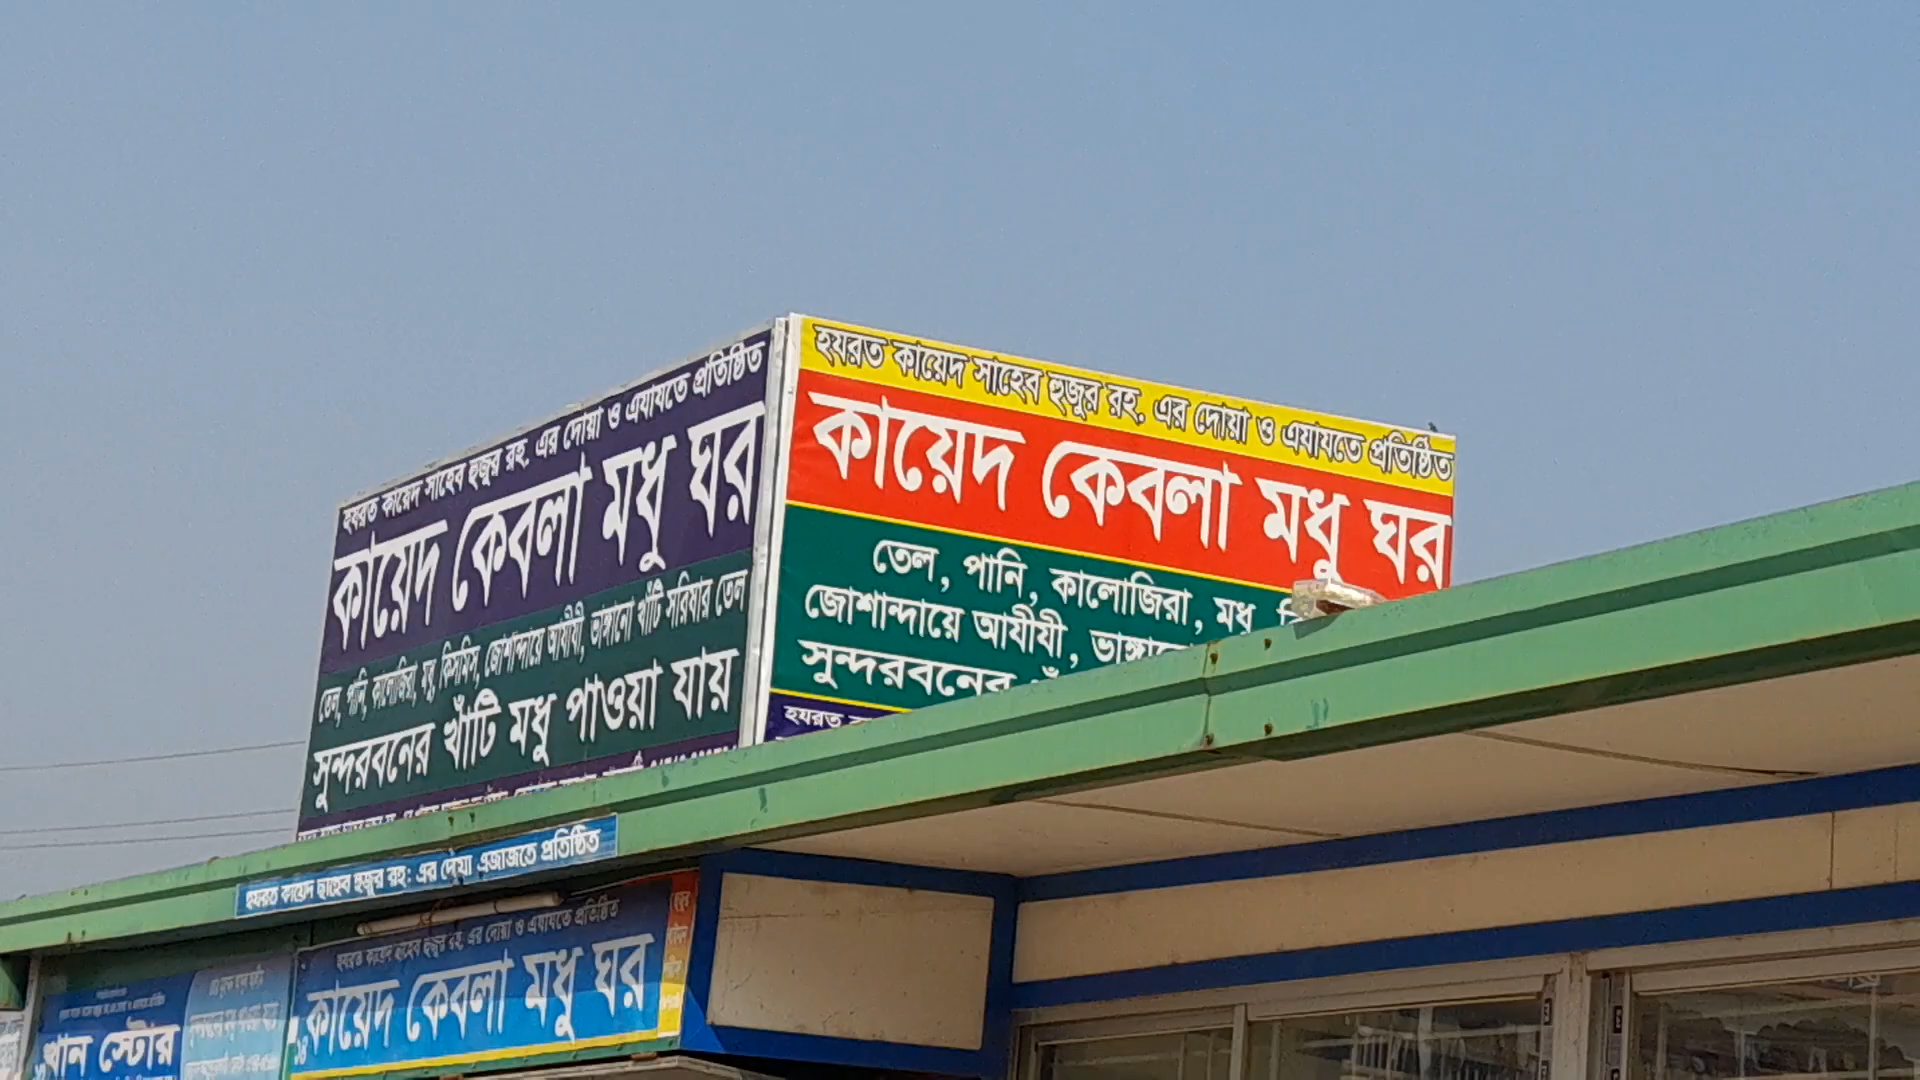 হযরত কায়েদ সাহেব হুজুর রহ. এর দোয়া ও এযাযতে প্রতিষ্ঠিত
কায়েদ কেবলা মধু ঘর
তেল, পানি, কালোজিরা, মধু, কিসমিস, জোশান্দায়ে আযীযী, ভাঙ্গানো খাঁটি সরিষার তেল
সুন্দরবনের খাঁটি মধু পাওয়া যায়
হযরত কায়েদ সাহেব হুজুর রহ. এর দোয়া ও এযাযতে প্রতিষ্ঠিত
কায়েদ কেবলা মধু ঘর
তেল, পানি, কালোজিরা, মধু
জোশান্দায়ে আযীযী,
সুন্দরবনের
হযরত
হযরত কায়েদ ছাহেব হুজুর রহ: এর দোয়া এজাজতে প্রতিষ্ঠিত
হযরত কায়েদ ছাহেব হুজুর রহ. এর দোয়া ও এযাযতে প্রতিষ্ঠিত
কায়েদ কেবলা মধু ঘর
খান স্টোর